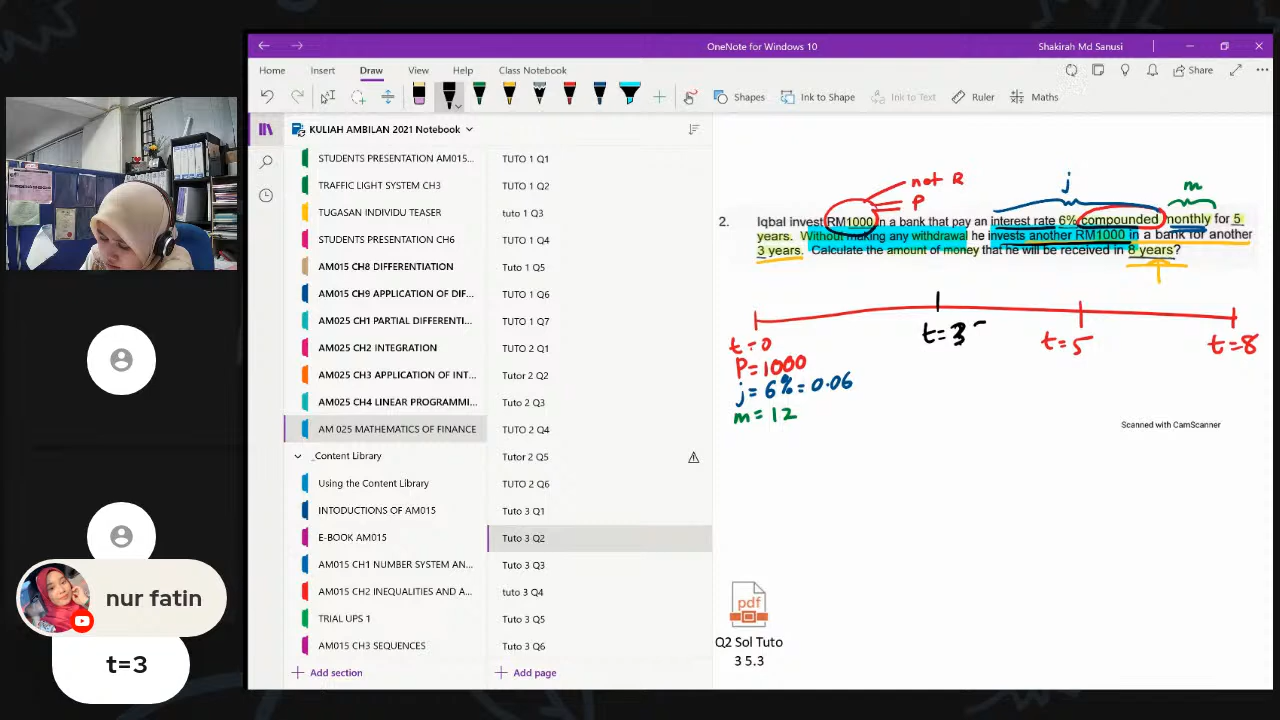 OneNote for Windows 10
Shakirah Md Sanusi
Home Insert Draw View Help Class Notebook
Share
Shapes
Ink to Shape
Ink to Text
Ruler
Maths
KULIAH AMBILAN 2021 Notebook
STUDENTS PRESENTATION AM015...
TRAFFIC LIGHT SYSTEM CH3
TUGASAN INDIVIDU TEASER
STUDENTS PRESENTATION CH6
AM015 CH8 DIFFERENTIATION
AM015 CH9 APPLICATION OF DIF...
AM025 CH1 PARTIAL DIFFERENTI...
AM025 CH2 INTEGRATION
AM025 CH3 APPLICATION OF INT...
AM025 CH4 LINEAR PROGRAMMI...
AM 025 MATHEMATICS OF FINANCE
_Content Library
Using the Content Library
INTODUCTIONS OF AM015
E-BOOK AM015
AM015 CH1 NUMBER SYSTEM AN...
AM015 CH2 INEQUALITIES AND A...
TRIAL UPS 1
AM015 CH3 SEQUENCES
Add section
TUTO 1 Q1
TUTO 1 Q2
tuto 1 Q3
TUTO 1 Q4
Tuto 1 Q5
TUTO 1 Q6
TUTO 1 Q7
TUTO 2 Q1
Tutor 2 Q2
Tuto 2 Q3
TUTO 2 Q4
Tutor 2 Q5
TUTO 2 Q6
Tuto 3 Q1
Tuto 3 Q2
Tuto 3 Q3
tuto 3 Q4
Tuto 3 Q5
Tuto 3 Q6
Add page
not R
P
j
m
2. Iqbal invest RM1000 in a bank that pay an interest rate 6% compounded monthly for 5
years. Without making any withdrawal he invests another RM1000 in a bank for another
3 years. Calculate the amount of money that he will be received in 8 years?
t=0
t=3
t=5
t=8
P=1000
j=6%=0.06
m=12
Scanned with CamScanner
pdf
Q2 Sol Tuto
3 5.3
nur fatin
t=3